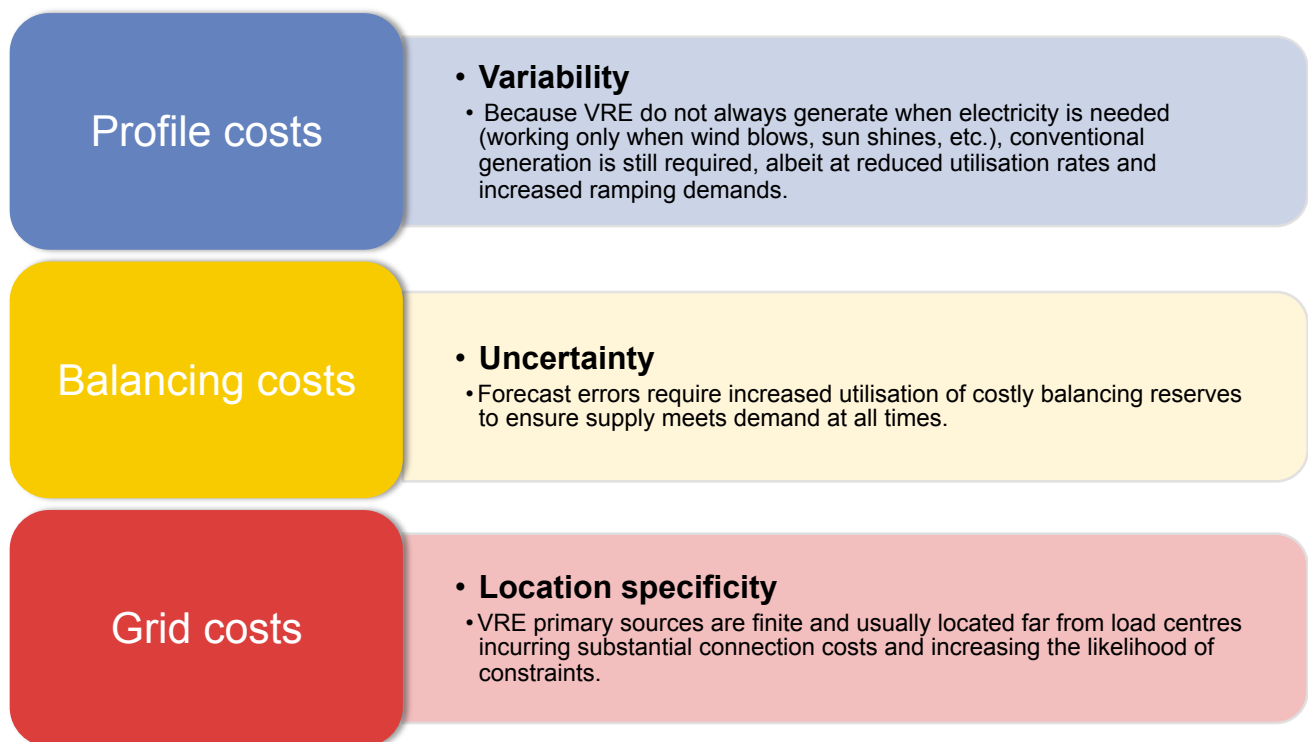 Profile costs
• Variability
• Because VRE do not always generate when electricity is needed
(working only when wind blows, sun shines, etc.), conventional
generation is still required, albeit at reduced utilisation rates and
increased ramping demands.
Balancing costs
• Uncertainty
• Forecast errors require increased utilisation of costly balancing reserves
to ensure supply meets demand at all times.
Grid costs
• Location specificity
• VRE primary sources are finite and usually located far from load centres
incurring substantial connection costs and increasing the likelihood of
constraints.